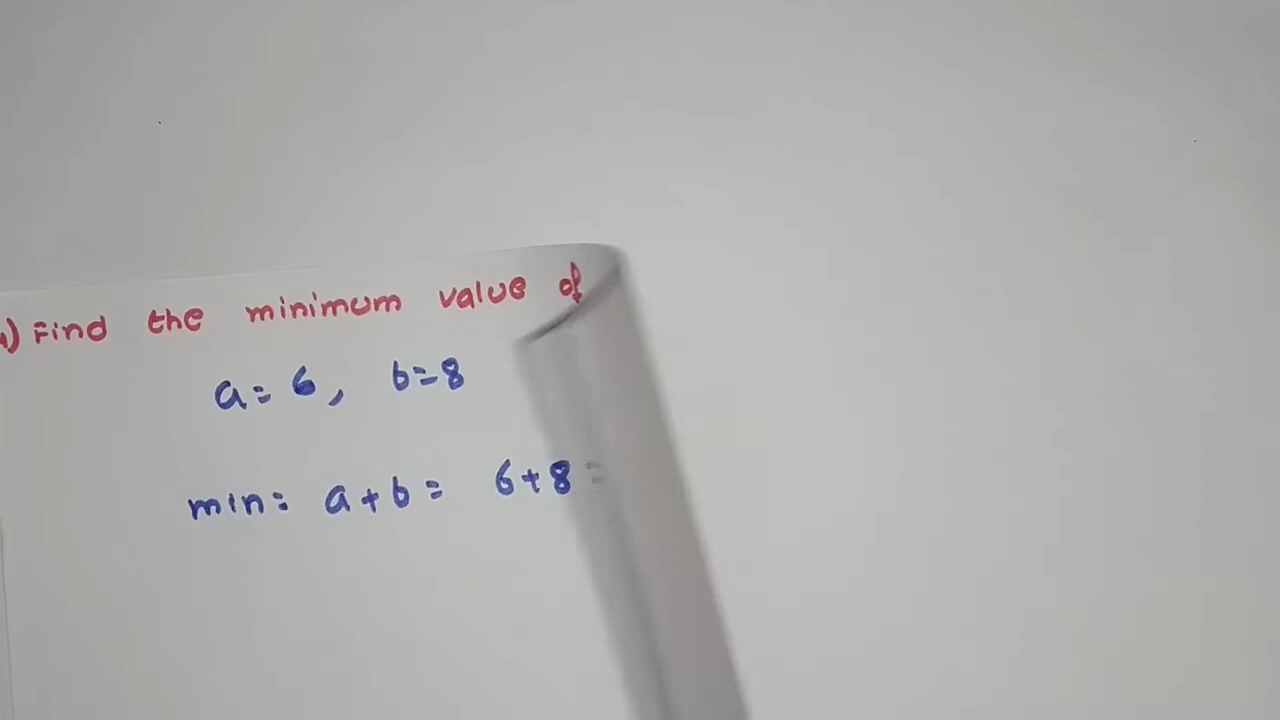 ) Find the minimum value of
a = 6, b = 8
min: a + b = 6 + 8 =